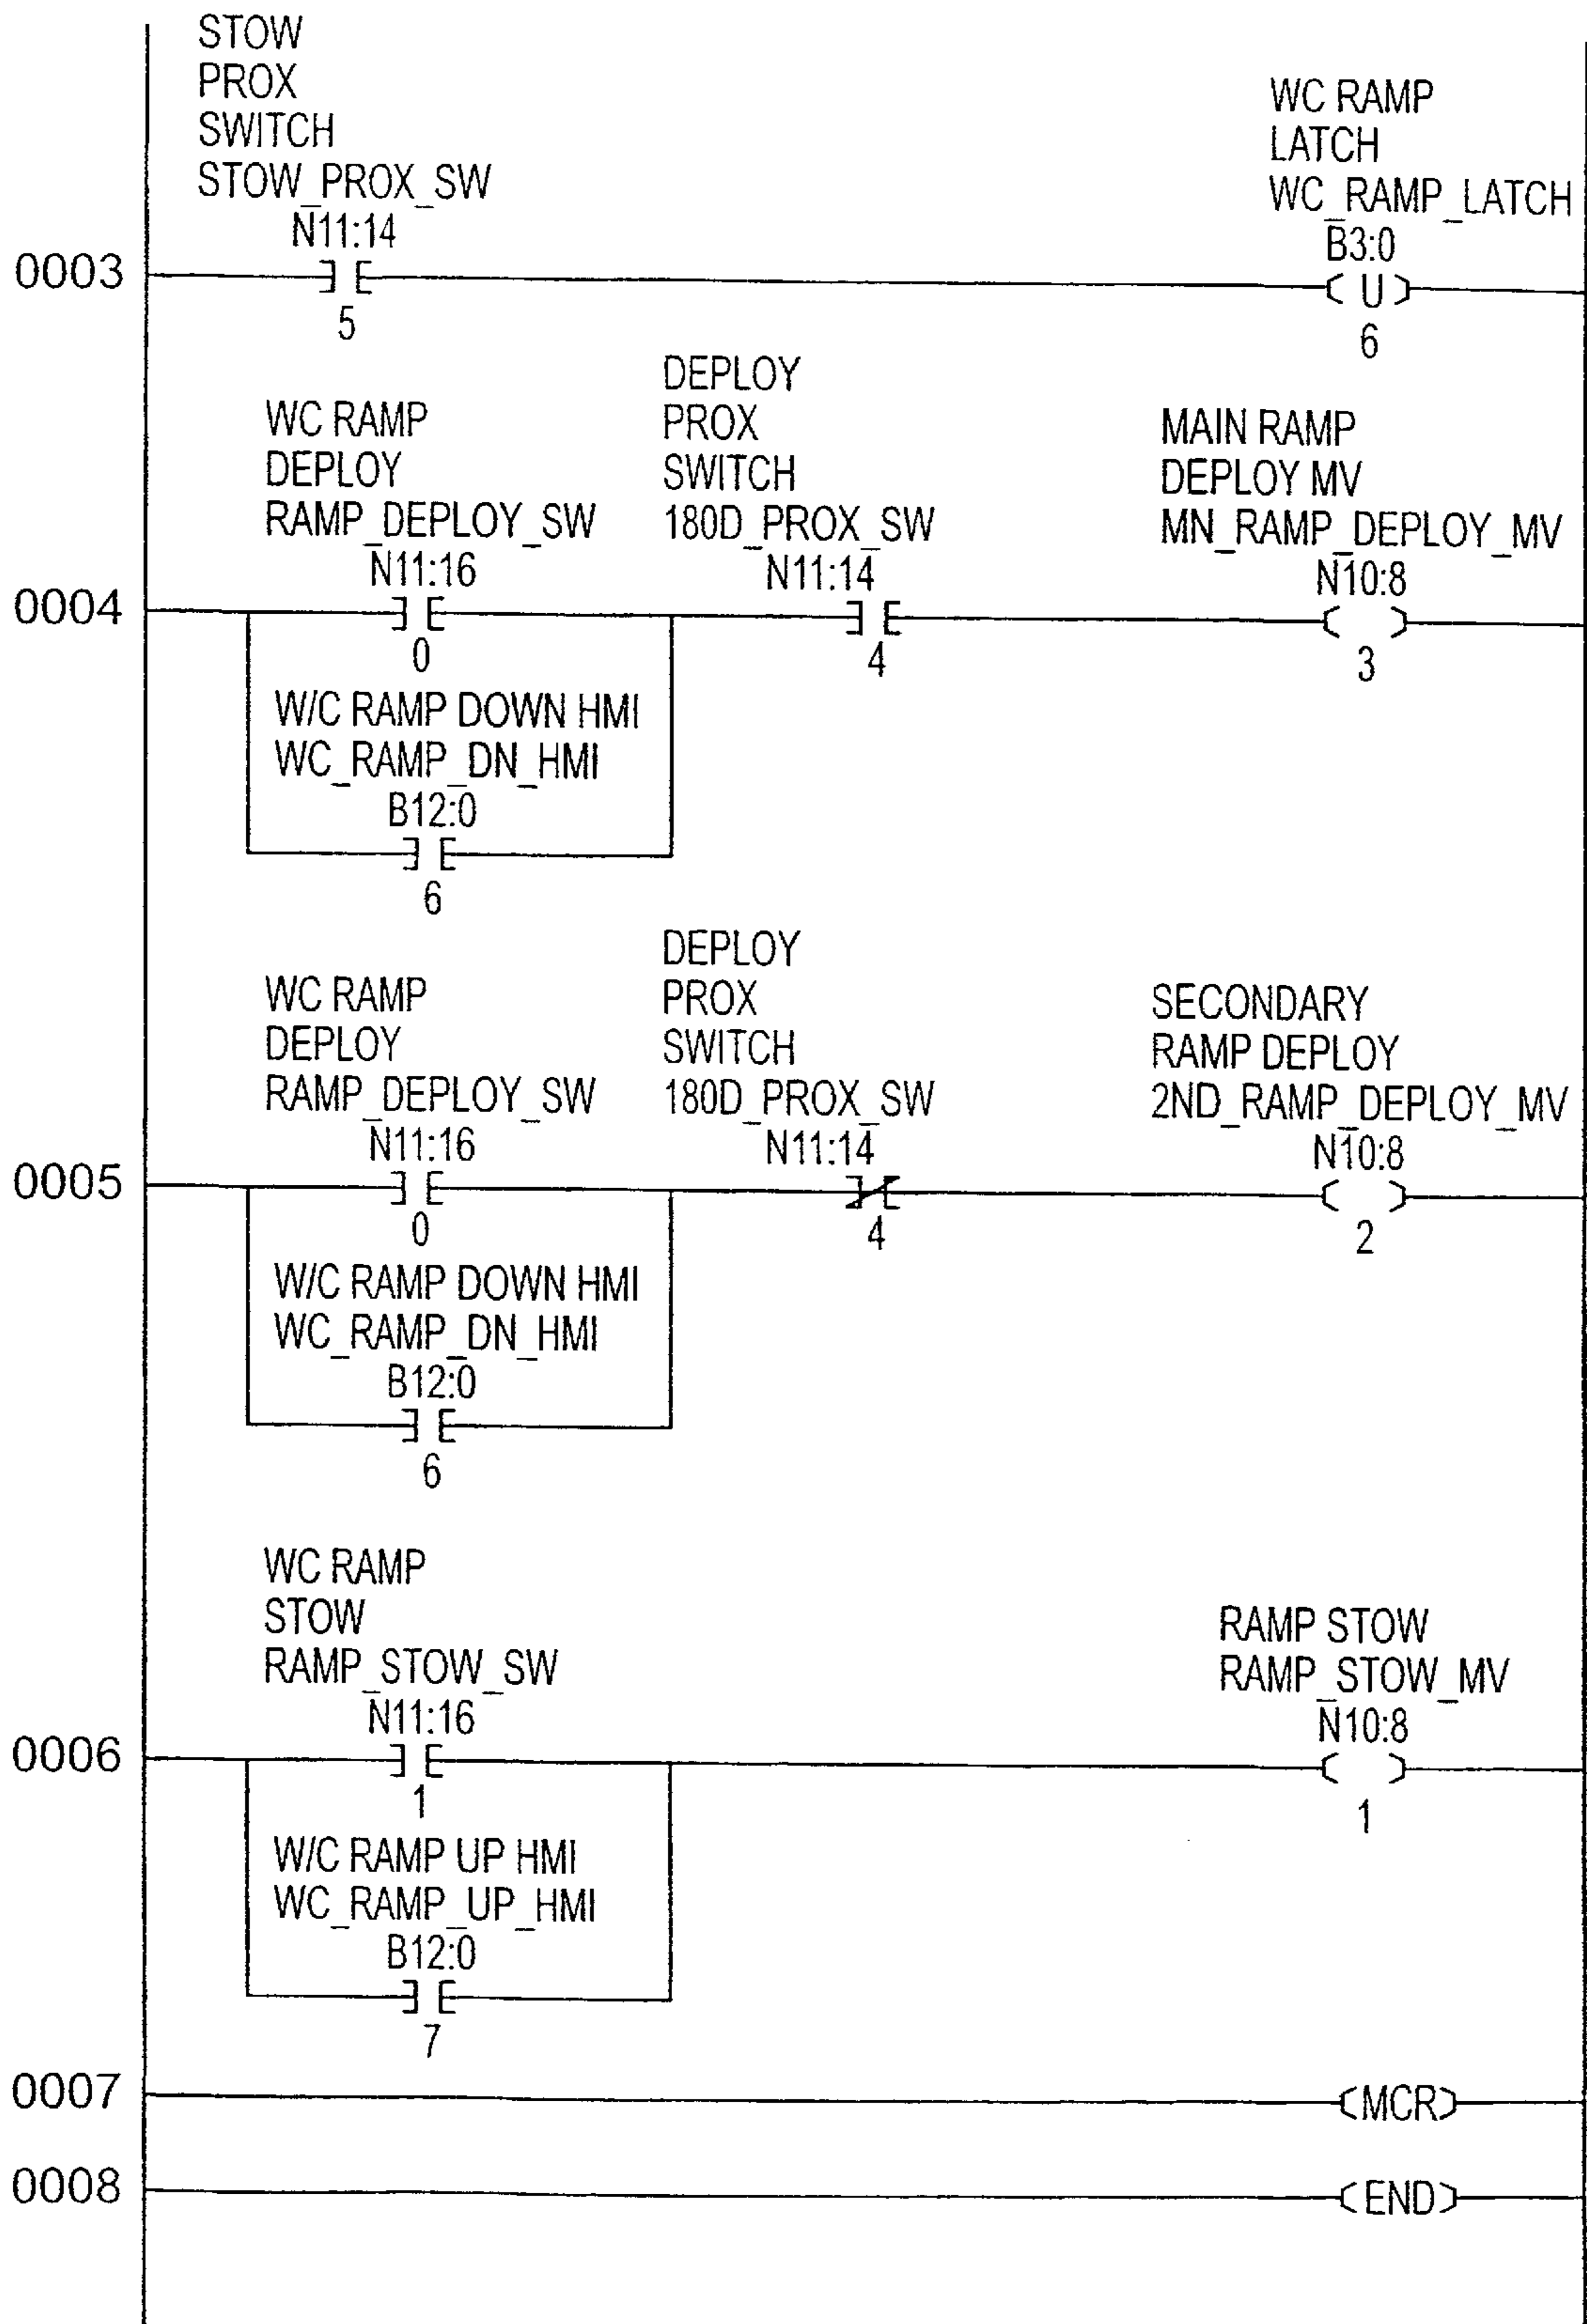 STOW
PROX
SWITCH
STOW_PROX_SW
N11:14
5
WC RAMP
LATCH
WC_RAMP_LATCH
B3:0
U
6
0003
WC RAMP
DEPLOY
RAMP_DEPLOY_SW
N11:16
0
DEPLOY
PROX
SWITCH
180D_PROX_SW
N11:14
4
MAIN RAMP
DEPLOY MV
MN_RAMP_DEPLOY_MV
N10:8
3
0004
W/C RAMP DOWN HMI
WC_RAMP_DN_HMI
B12:0
6
WC RAMP
DEPLOY
RAMP_DEPLOY_SW
N11:16
0
DEPLOY
PROX
SWITCH
180D_PROX_SW
N11:14
4
SECONDARY
RAMP DEPLOY
2ND_RAMP_DEPLOY_MV
N10:8
2
0005
W/C RAMP DOWN HMI
WC_RAMP_DN_HMI
B12:0
6
WC RAMP
STOW
RAMP_STOW_SW
N11:16
1
RAMP STOW
RAMP_STOW_MV
N10:8
1
0006
W/C RAMP UP HMI
WC_RAMP_UP_HMI
B12:0
7
0007
MCR
0008
END